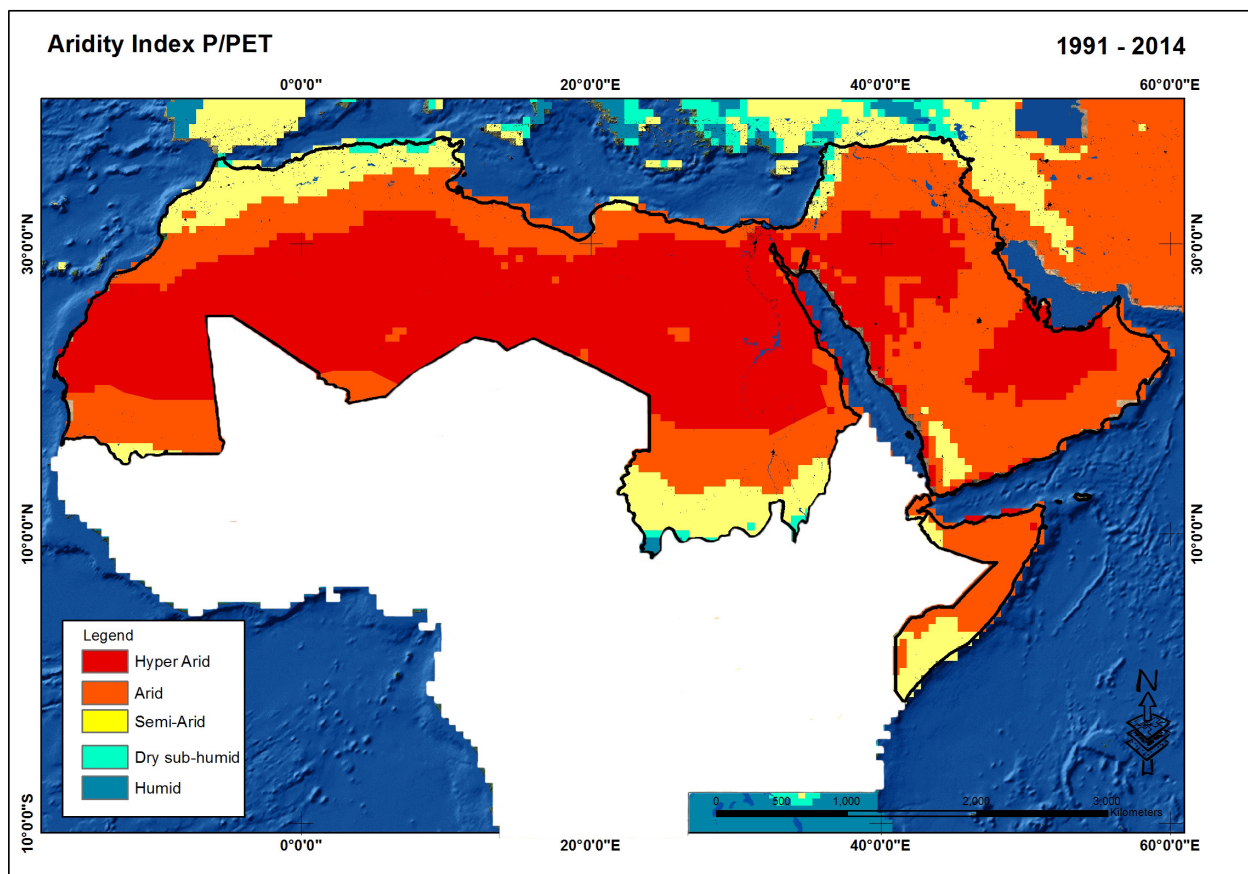 Aridity Index P/PET
1991 - 2014
0°0'0"
20°0'0"E
40°0'0"E
60°0'0"E
30°0'0"N
30°0'0"N
10°0'0"N
10°0'0"N
Legend
Hyper Arid
Arid
Semi-Arid
Dry sub-humid
Humid
N
0
500
1,000
2,000
3,000
Kilometers
10°0'0"S
0°0'0"
20°0'0"E
40°0'0"E
60°0'0"E